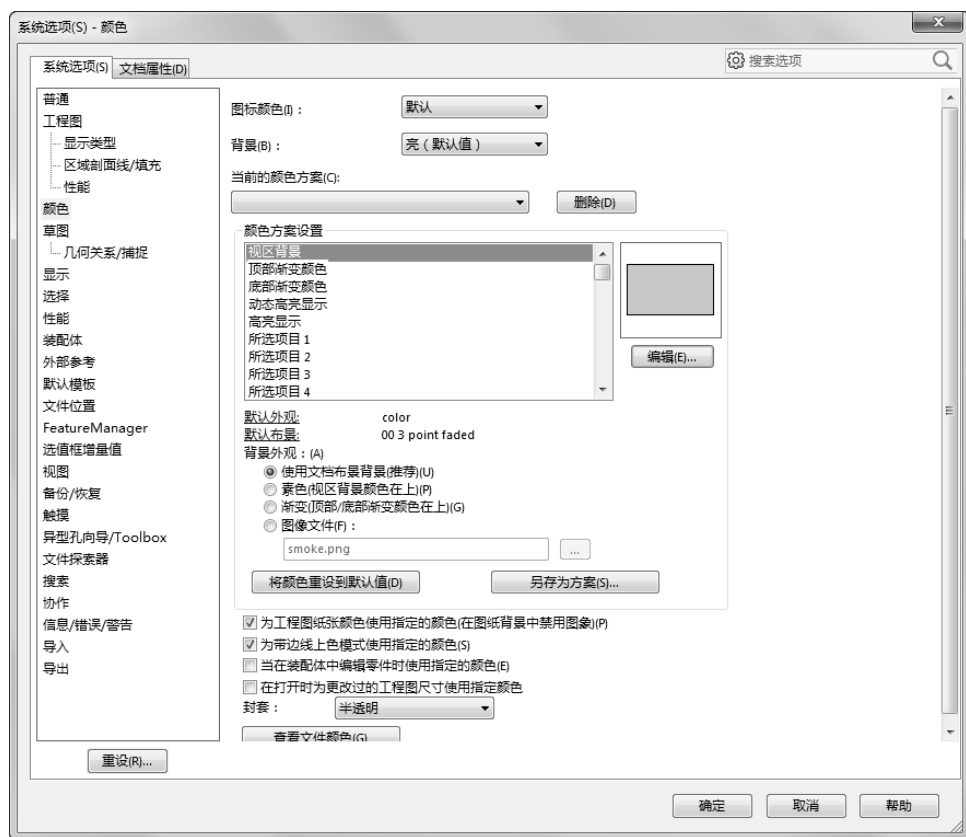 系统选项(S) - 颜色
系统选项(S) 文档属性(D)
搜索选项
普通
工程图
显示类型
区域剖面线/填充
性能
颜色
草图
几何关系/捕捉
显示
选择
性能
装配体
外部参考
默认模板
文件位置
FeatureManager
选值框增量值
视图
备份/恢复
触摸
异型孔向导/Toolbox
文件探索器
搜索
协作
信息/错误/警告
导入
导出
重设(R)...
图标颜色(I)： 默认
背景(B)： 亮（默认值）
当前的颜色方案(C):
删除(D)
颜色方案设置
视区背景
顶部渐变颜色
底部渐变颜色
动态高亮显示
高亮显示
所选项目 1
所选项目 2
所选项目 3
所选项目 4
编辑(E)...
默认外观: color
默认布景: 00 3 point faded
背景外观：(A)
使用文档布景背景(推荐)(U)
素色(视区背景颜色在上)(P)
渐变(顶部/底部渐变颜色在上)(G)
图像文件(F)：
smoke.png ...
将颜色重设到默认值(D) 另存为方案(S)...
为工程图纸张颜色使用指定的颜色(在图纸背景中禁用图象)(P)
为带边线上色模式使用指定的颜色(S)
当在装配体中编辑零件时使用指定的颜色(E)
在打开时为更改过的工程图尺寸使用指定颜色
封套： 半透明
查看文件颜色(G)
确定 取消 帮助